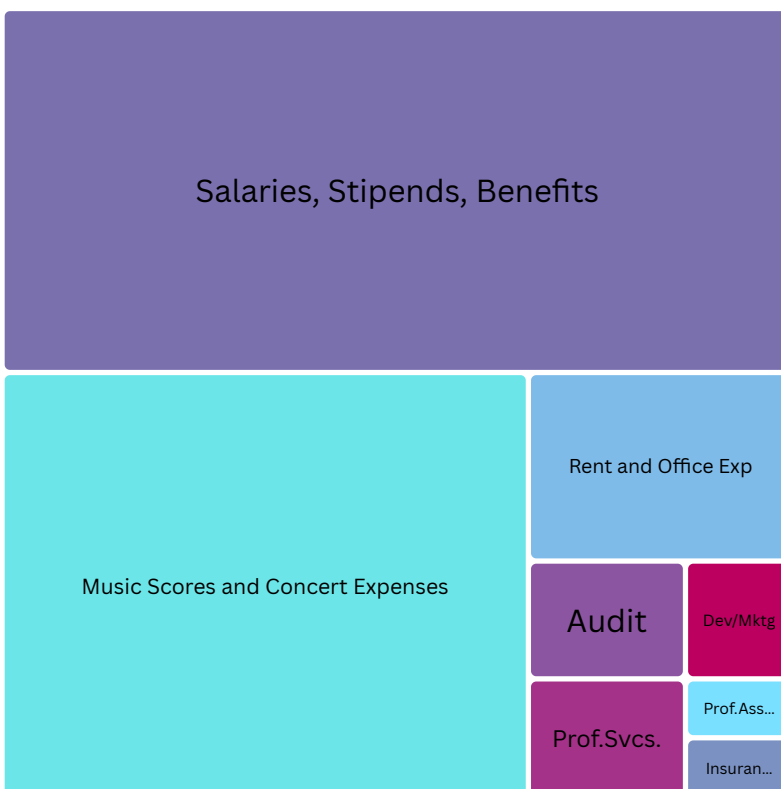 Salaries, Stipends, Benefits
Rent and Office Exp
Music Scores and Concert Expenses
Audit
Dev/Mktg
Prof.Ass...
Prof.Svcs.
Insuran...